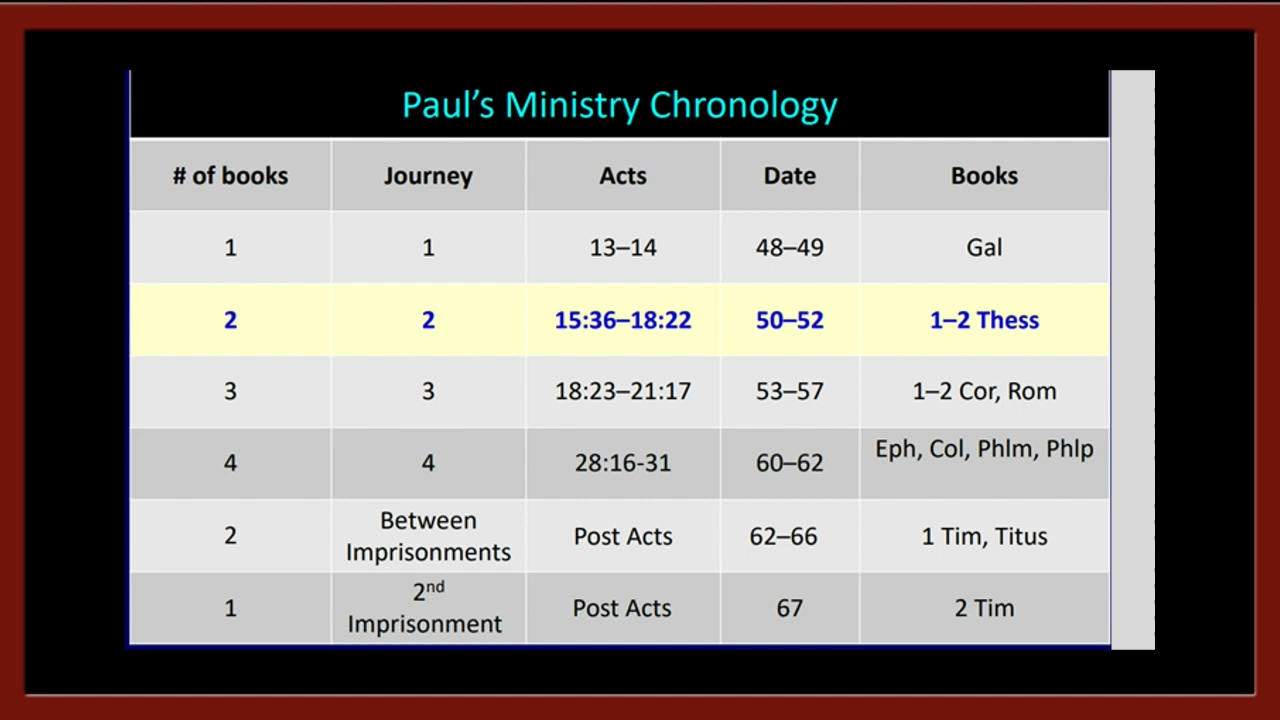 Paul’s Ministry Chronology
# of books Journey Acts Date Books
1 1 13–14 48–49 Gal
2 2 15:36–18:22 50–52 1–2 Thess
3 3 18:23–21:17 53–57 1–2 Cor, Rom
4 4 28:16-31 60–62 Eph, Col, Phlm, Phlp
2 Between Imprisonments Post Acts 62–66 1 Tim, Titus
1 2nd Imprisonment Post Acts 67 2 Tim